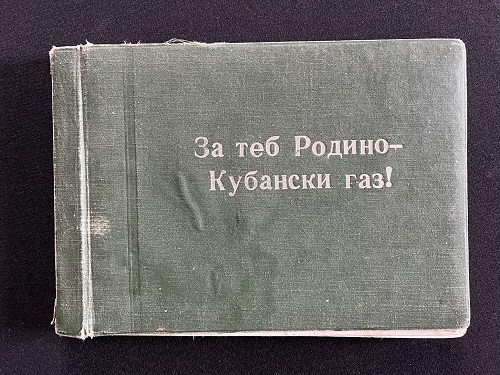 За теб Родино-
Кубански газ!